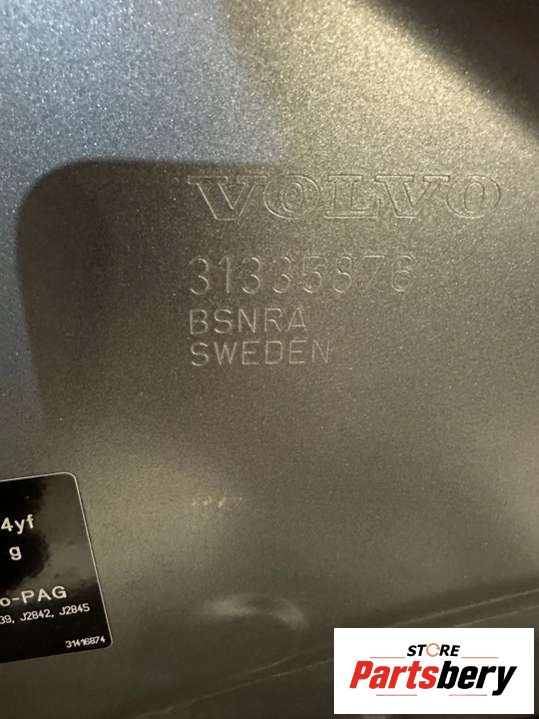 VOLVO
31335876
BSNRA
SWEDEN
4yf
g
o-PAG
39, J2842, J2845
31416874
STORE
Partsbery